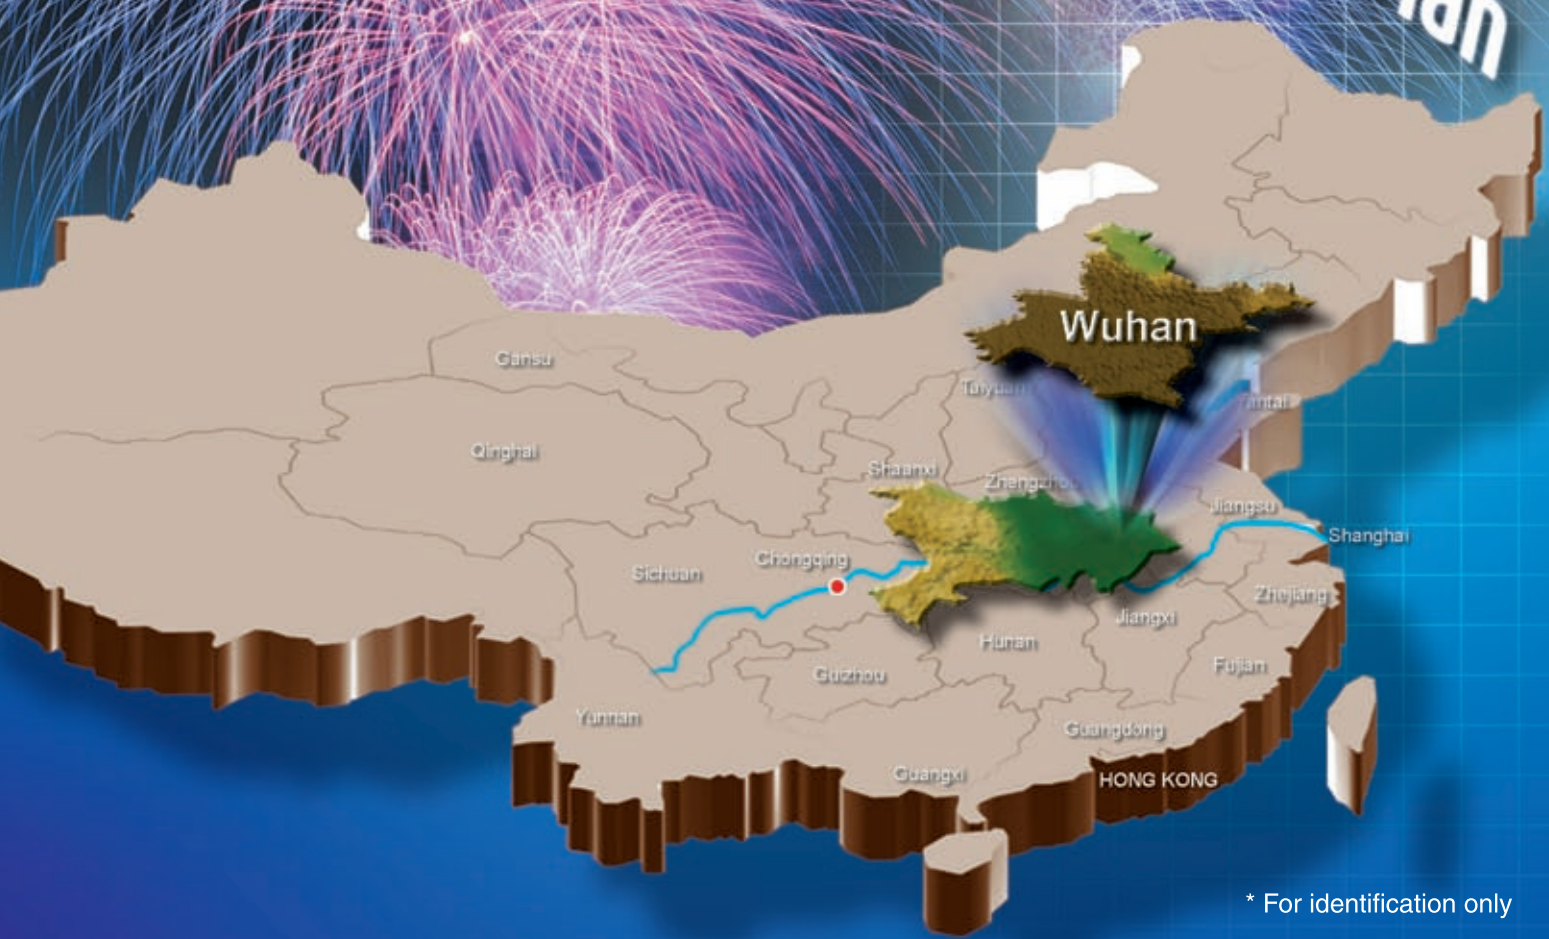 Wuhan
Gansu
Taiyuan
Yantai
Qinghai
Shaanxi
Zhengzhou
Jiangsu
Shanghai
Chongqing
Sichuan
Zhejiang
Jiangxi
Hunan
Fujian
Guizhou
Yunnan
Guangdong
Guangxi
HONG KONG
* For identification only